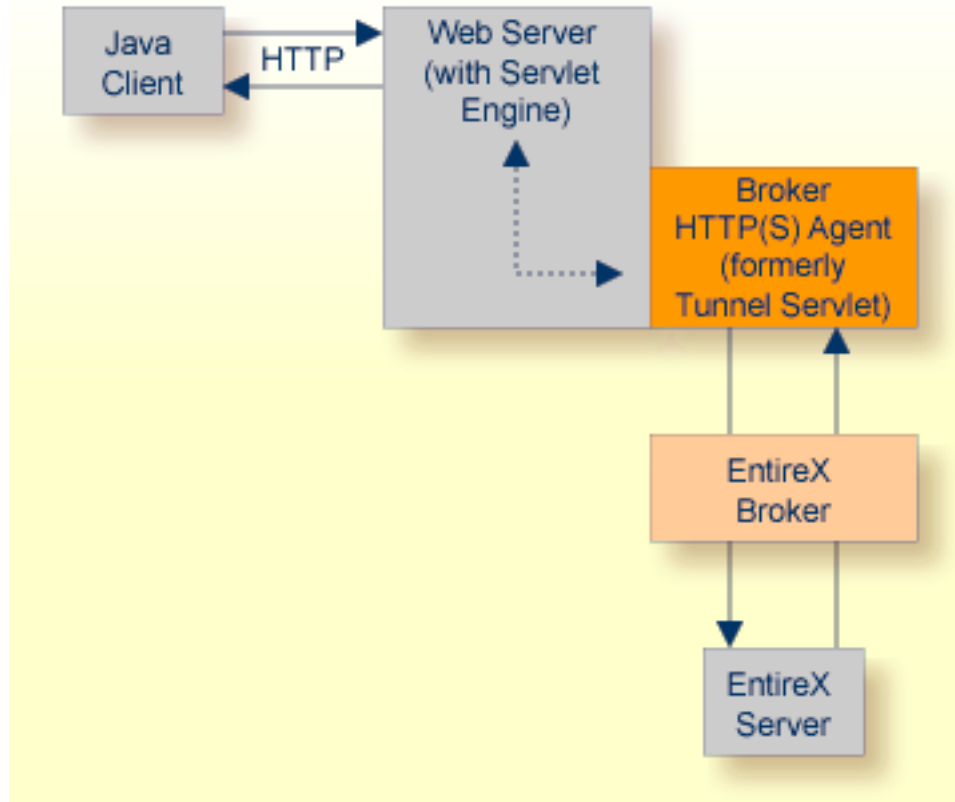 Java
Client
HTTP
Web Server
(with Servlet
Engine)
Broker
HTTP(S) Agent
(formerly
Tunnel Servlet)
EntireX
Broker
EntireX
Server